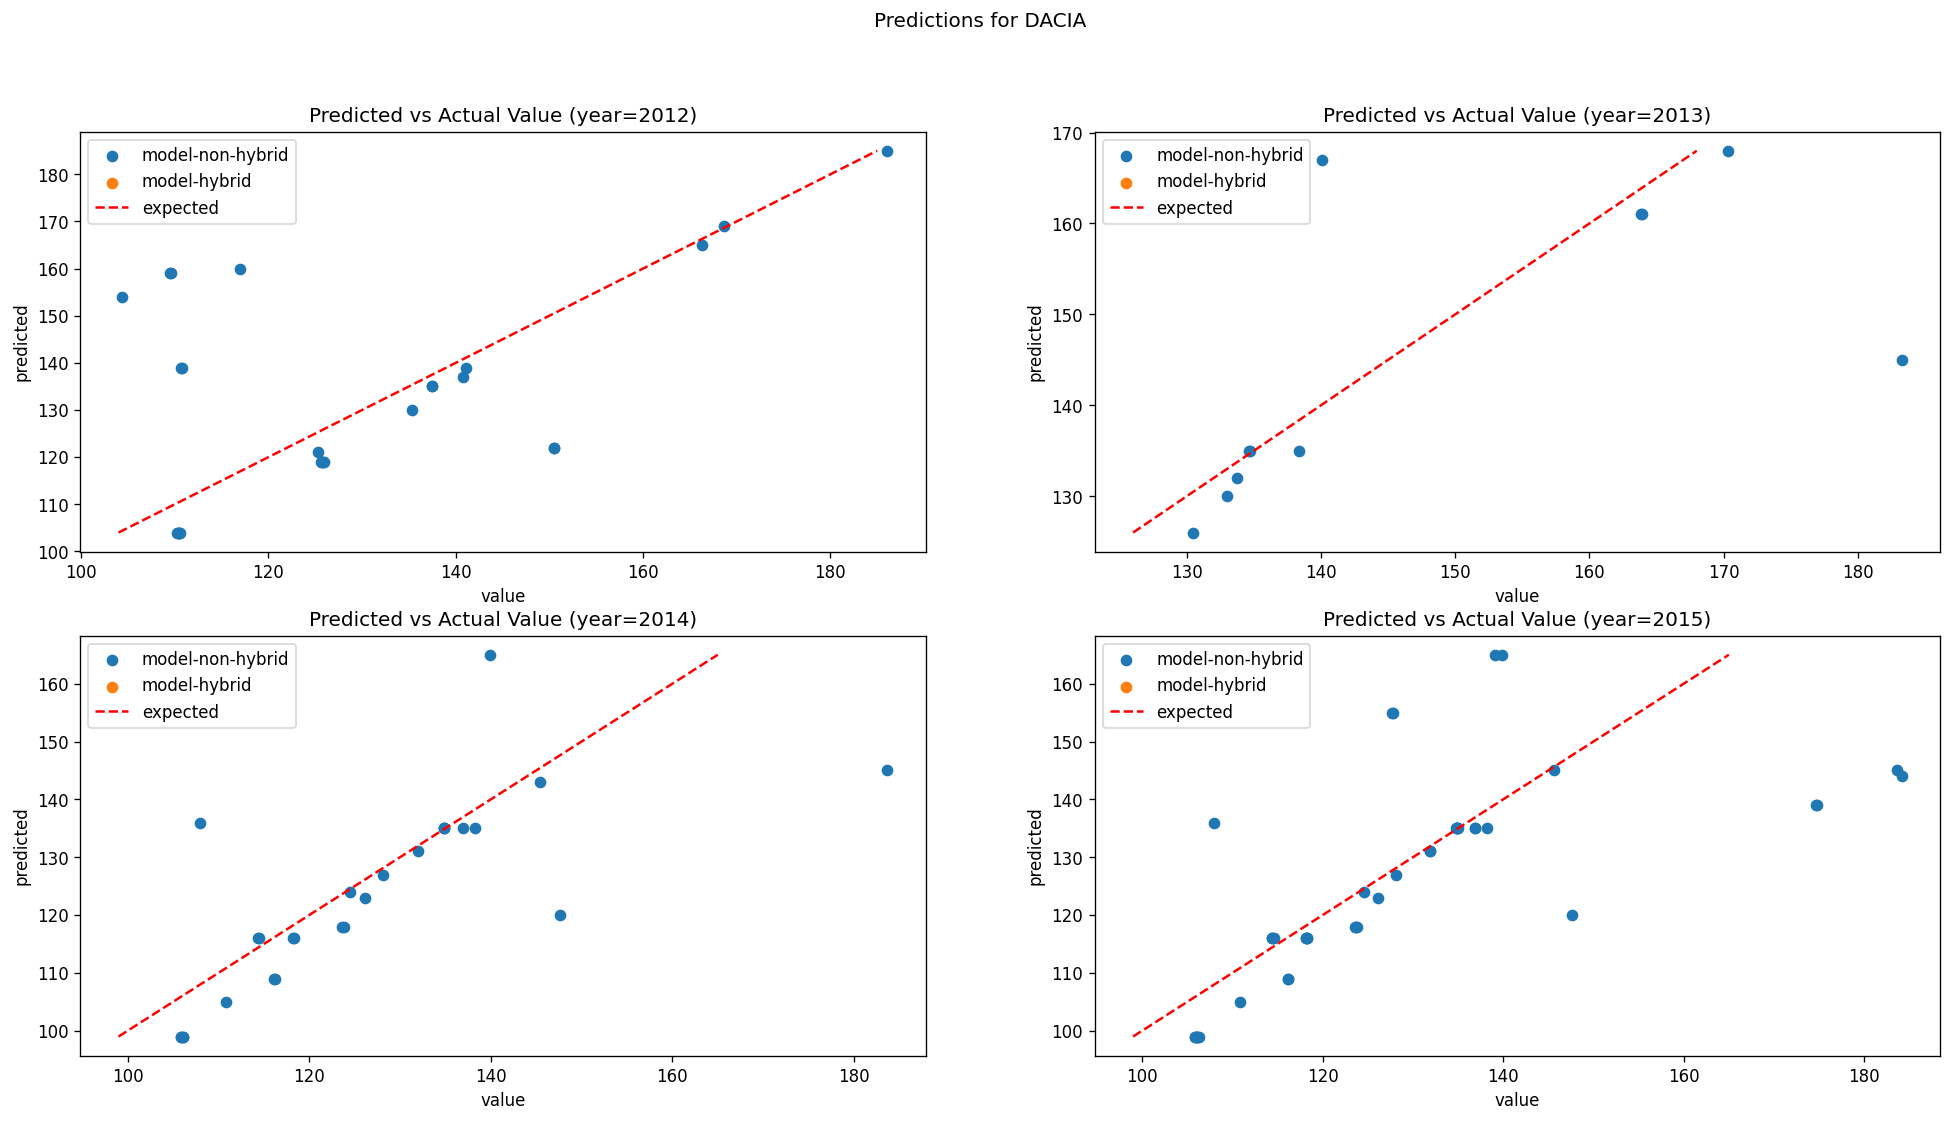 Predictions for DACIA
Predicted vs Actual Value (year=2012)
model-non-hybrid
model-hybrid
expected
predicted
180
170
160
150
140
130
120
110
100
100 120 140 160 180
value
Predicted vs Actual Value (year=2013)
model-non-hybrid
model-hybrid
expected
predicted
170
160
150
140
130
130 140 150 160 170 180
value
Predicted vs Actual Value (year=2014)
model-non-hybrid
model-hybrid
expected
predicted
160
150
140
130
120
110
100
100 120 140 160 180
value
Predicted vs Actual Value (year=2015)
model-non-hybrid
model-hybrid
expected
predicted
160
150
140
130
120
110
100
100 120 140 160 180
value